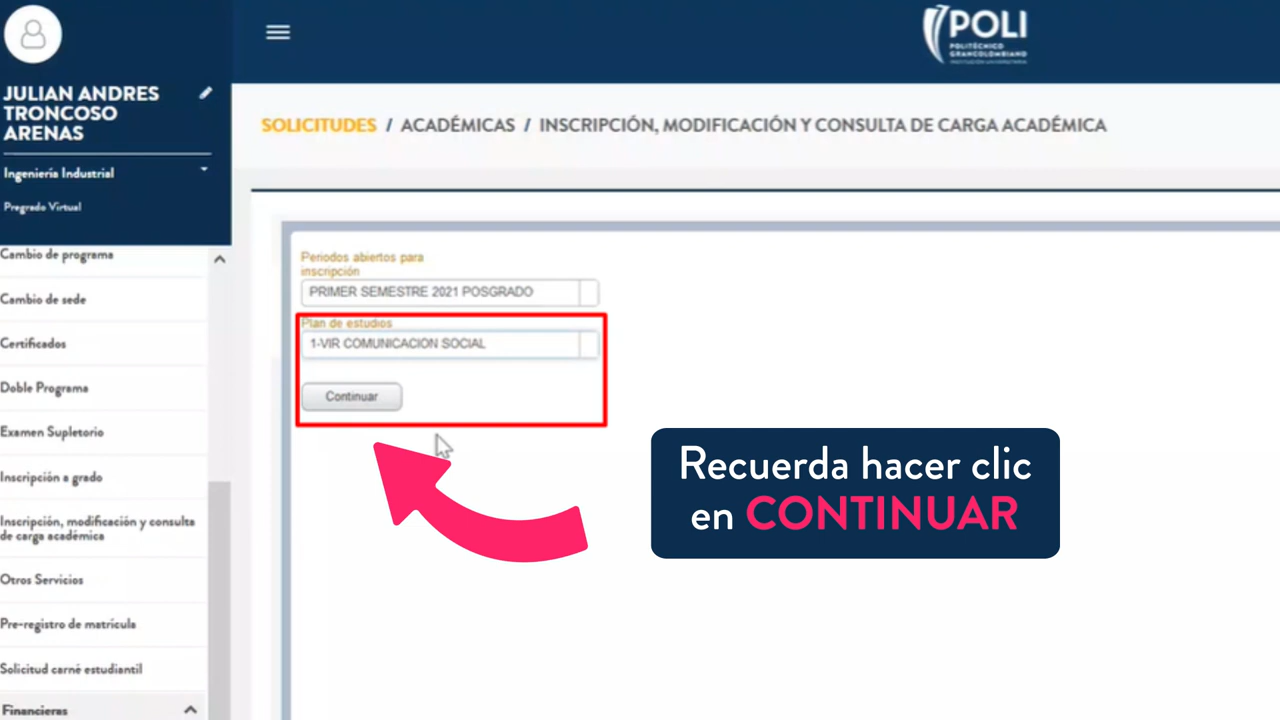 JULIAN ANDRES
TRONCOSO
ARENAS
Ingeniería Industrial
Pregrado Virtual
Cambio de programa
Cambio de sede
Certificados
Doble Programa
Examen Supletorio
Inscripción a grado
Inscripción, modificación y consulta
de carga académica
Otros Servicios
Pre-registro de matrícula
Solicitud carné estudiantil
Financieras
POLI
POLITÉCNICO
GRANCOLOMBIANO
SOLICITUDES / ACADÉMICAS / INSCRIPCIÓN, MODIFICACIÓN Y CONSULTA DE CARGA ACADÉMICA
Periodos abiertos para
inscripción
PRIMER SEMESTRE 2021 POSGRADO
Plan de estudios
1-VIR COMUNICACION SOCIAL
Continuar
Recuerda hacer clic
en CONTINUAR